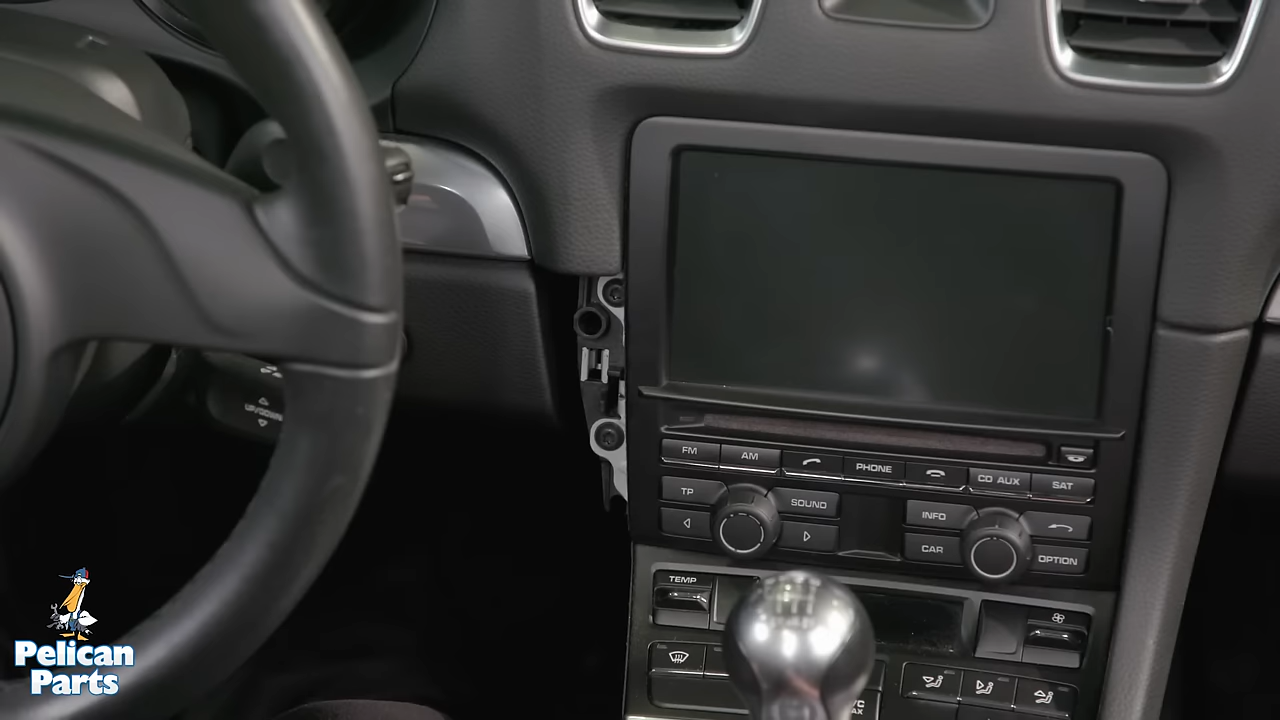 UP/DOWN
FM
AM
PHONE
CD AUX
SAT
TP
SOUND
INFO
CAR
OPTION
TEMP
Pelican
Parts